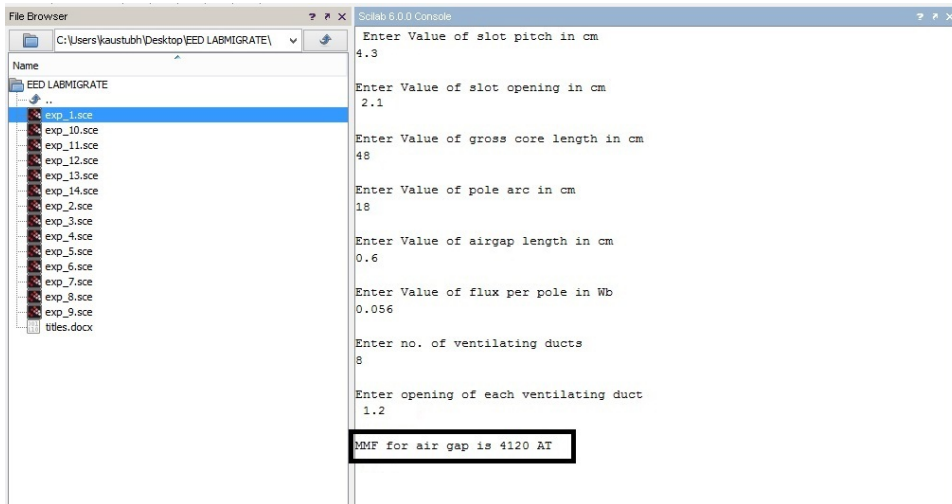 File Browser
C:\Users\kaustubh\Desktop\EED LABMIGRATE\
Name
EED LABMIGRATE
..
exp_1.sce
exp_10.sce
exp_11.sce
exp_12.sce
exp_13.sce
exp_14.sce
exp_2.sce
exp_3.sce
exp_4.sce
exp_5.sce
exp_6.sce
exp_7.sce
exp_8.sce
exp_9.sce
titles.docx
Scilab 6.0.0 Console
Enter Value of slot pitch in cm
4.3
Enter Value of slot opening in cm
2.1
Enter Value of gross core length in cm
48
Enter Value of pole arc in cm
18
Enter Value of airgap length in cm
0.6
Enter Value of flux per pole in Wb
0.056
Enter no. of ventilating ducts
8
Enter opening of each ventilating duct
1.2
MMF for air gap is 4120 AT